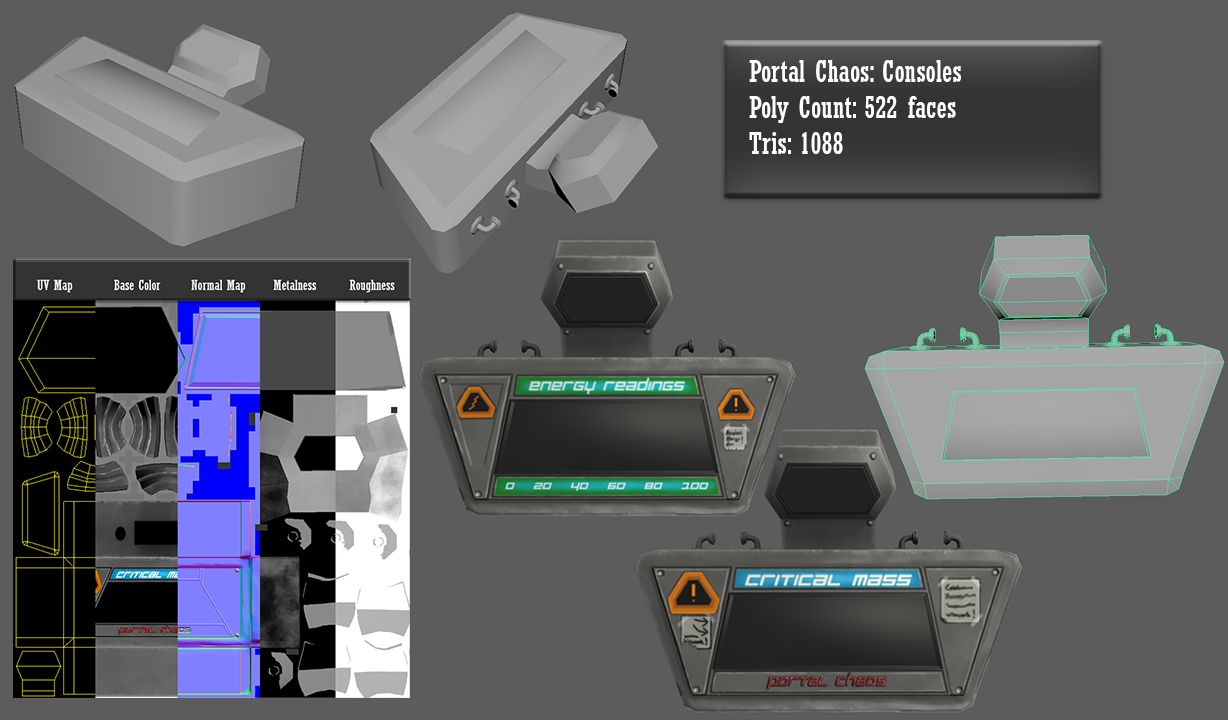 Portal Chaos: Consoles
Poly Count: 522 faces
Tris: 1088
UV Map
Base Color
Normal Map
Metalness
Roughness
energy readings
0 20 40 60 80 100
critical ma
portal chaos
critical mass
portal chaos